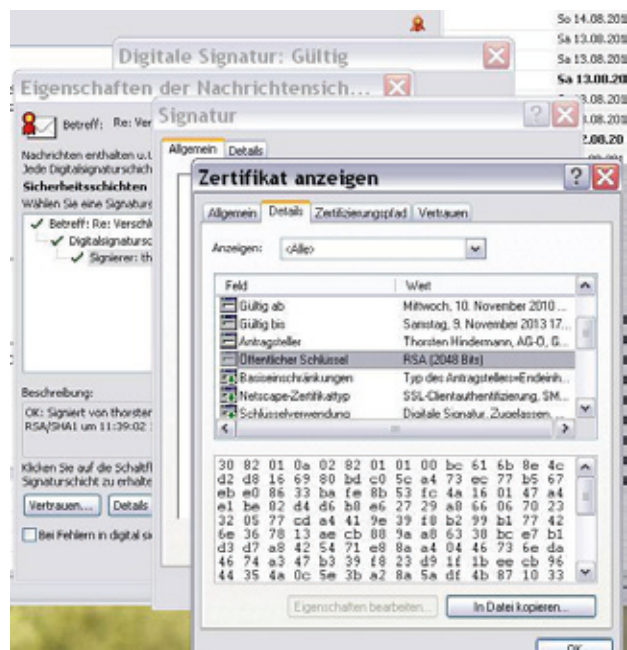 So 14.08.201
Sa 13.08.201
Digitale Signatur: Gültig
Sa 13.08.201
Eigenschaften der Nachrichtensich...
Sa 13.08.20
Betreff: Re: Ver
Signatur
Nachrichten enthalten u.U
Allgemein Details
Jede Digitalsignaturschich
Sicherheitsschichten
Wählen Sie eine Signaturs
Betreff: Re: Verschl
Digitalsignatursc
Signierer: th
Zertifikat anzeigen
Allgemein Details Zertifizierungspfad Vertrauen
Anzeigen: <Alle>
Feld Wert
Gültig ab Mittwoch, 10. November 2010 ...
Gültig bis Samstag, 9. November 2013 17...
Antragsteller Thorsten Hindermann, AG-O, G...
Öffentlicher Schlüssel RSA (2048 Bits)
Basiseinschränkungen Typ des Antragstellers=Endeinh...
Netscape-Zertifikattyp SSL-Clientauthentifizierung, SM...
Schlüsselverwendung Digitale Signatur, Zugelassen, ...
Beschreibung:
OK: Signiert von thorsten
RSA/SHA1 um 11:39:02
Klicken Sie auf die Schaltfl
Signaturschicht zu erhalte
Vertrauen... Details
Bei Fehlern in digital si
30 82 01 0a 02 82 01 01 00 bc 61 6b 8e 4c
d2 d8 16 69 80 bd c0 5c a4 73 ec 77 b5 67
eb e0 86 33 ba fe 8b 53 fc 4a 16 01 47 a4
e1 be 02 d4 d6 b8 e6 27 29 a8 66 06 70 23
32 05 77 cd a4 41 9e 39 f8 b2 99 b1 77 42
6e 36 78 13 ae cb 88 9a a8 63 38 bc e7 b1
d3 d7 a8 42 54 71 e8 8a a4 04 46 73 6e da
46 74 a3 47 b3 39 f8 23 d9 1f 1b ee cb 96
44 35 4a 0c 5e 3b a2 8a 5a df 4b 87 10 33
Eigenschaften bearbeiten... In Datei kopieren...
OK